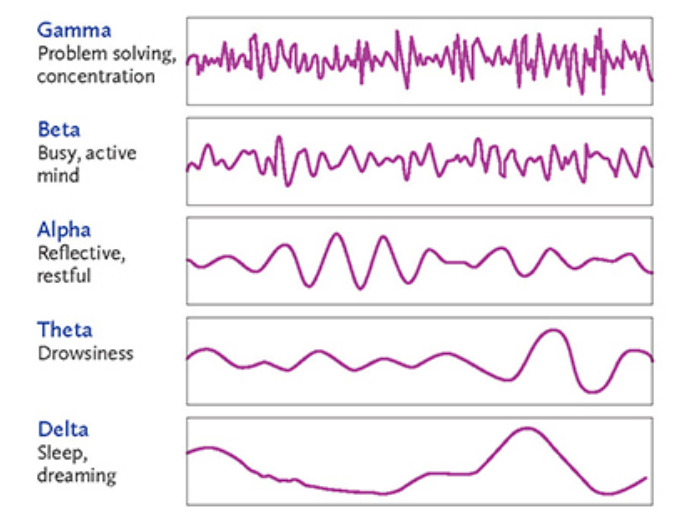 Gamma
Problem solving,
concentration
Beta
Busy, active
mind
Alpha
Reflective,
restful
Theta
Drowsiness
Delta
Sleep,
dreaming